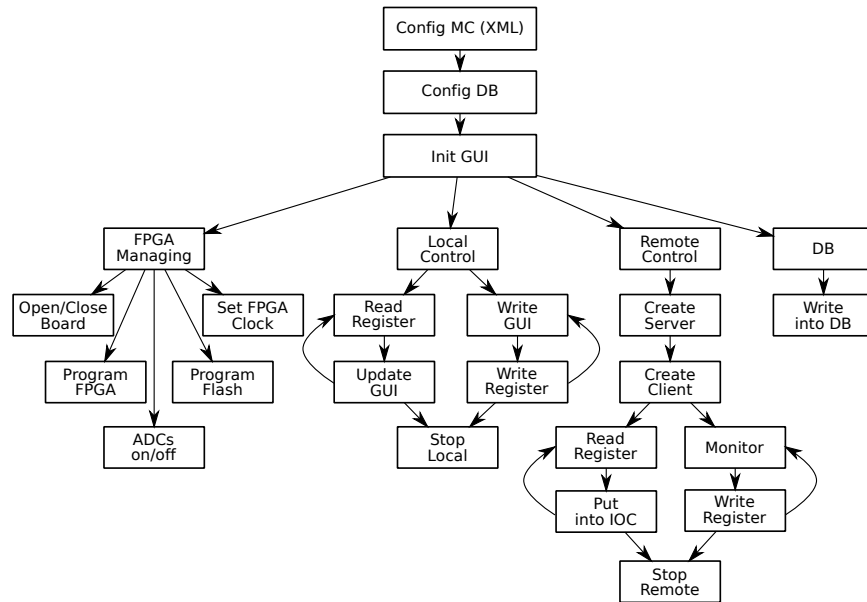 Config MC (XML)
Config DB
Init GUI
FPGA
Managing
Local
Control
Remote
Control
DB
Open/Close
Board
Set FPGA
Clock
Read
Register
Write
GUI
Create
Server
Write
into DB
Program
FPGA
Program
Flash
Update
GUI
Write
Register
Create
Client
ADCs
on/off
Stop
Local
Read
Register
Monitor
Put
into IOC
Write
Register
Stop
Remote